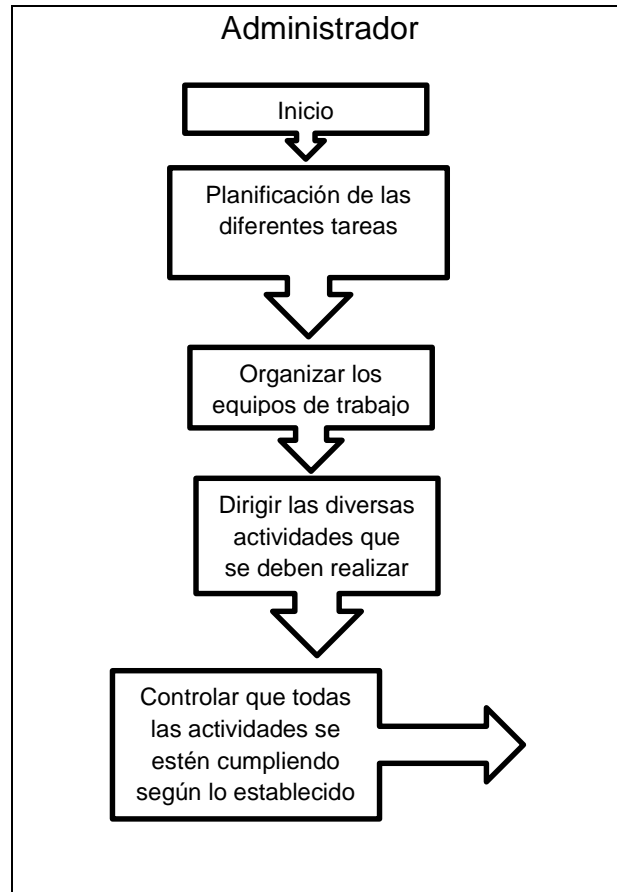 Administrador
Inicio
Planificación de las
diferentes tareas
Organizar los
equipos de trabajo
Dirigir las diversas
actividades que
se deben realizar
Controlar que todas
las actividades se
estén cumpliendo
según lo establecido